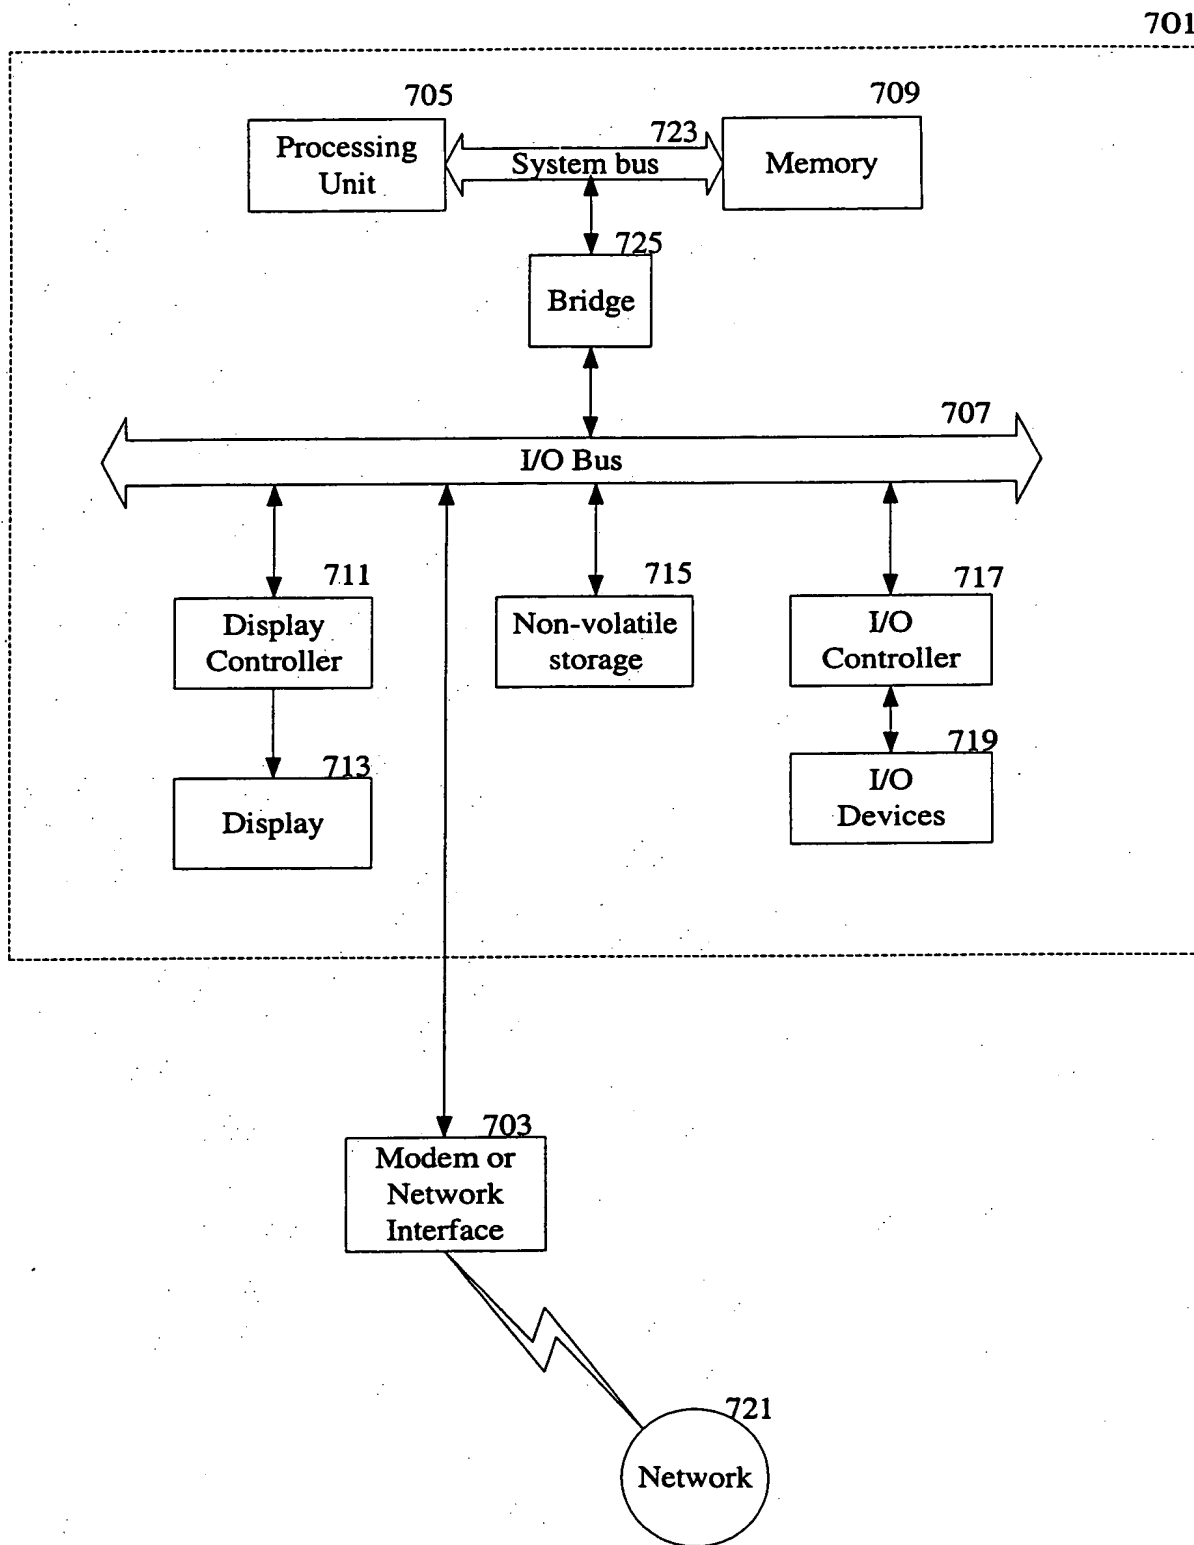 701
705
709
Processing
Unit
723
System bus
Memory
725
Bridge
707
I/O Bus
711
Display
Controller
715
Non-volatile
storage
717
I/O
Controller
713
Display
719
I/O
Devices
703
Modem or
Network
Interface
721
Network